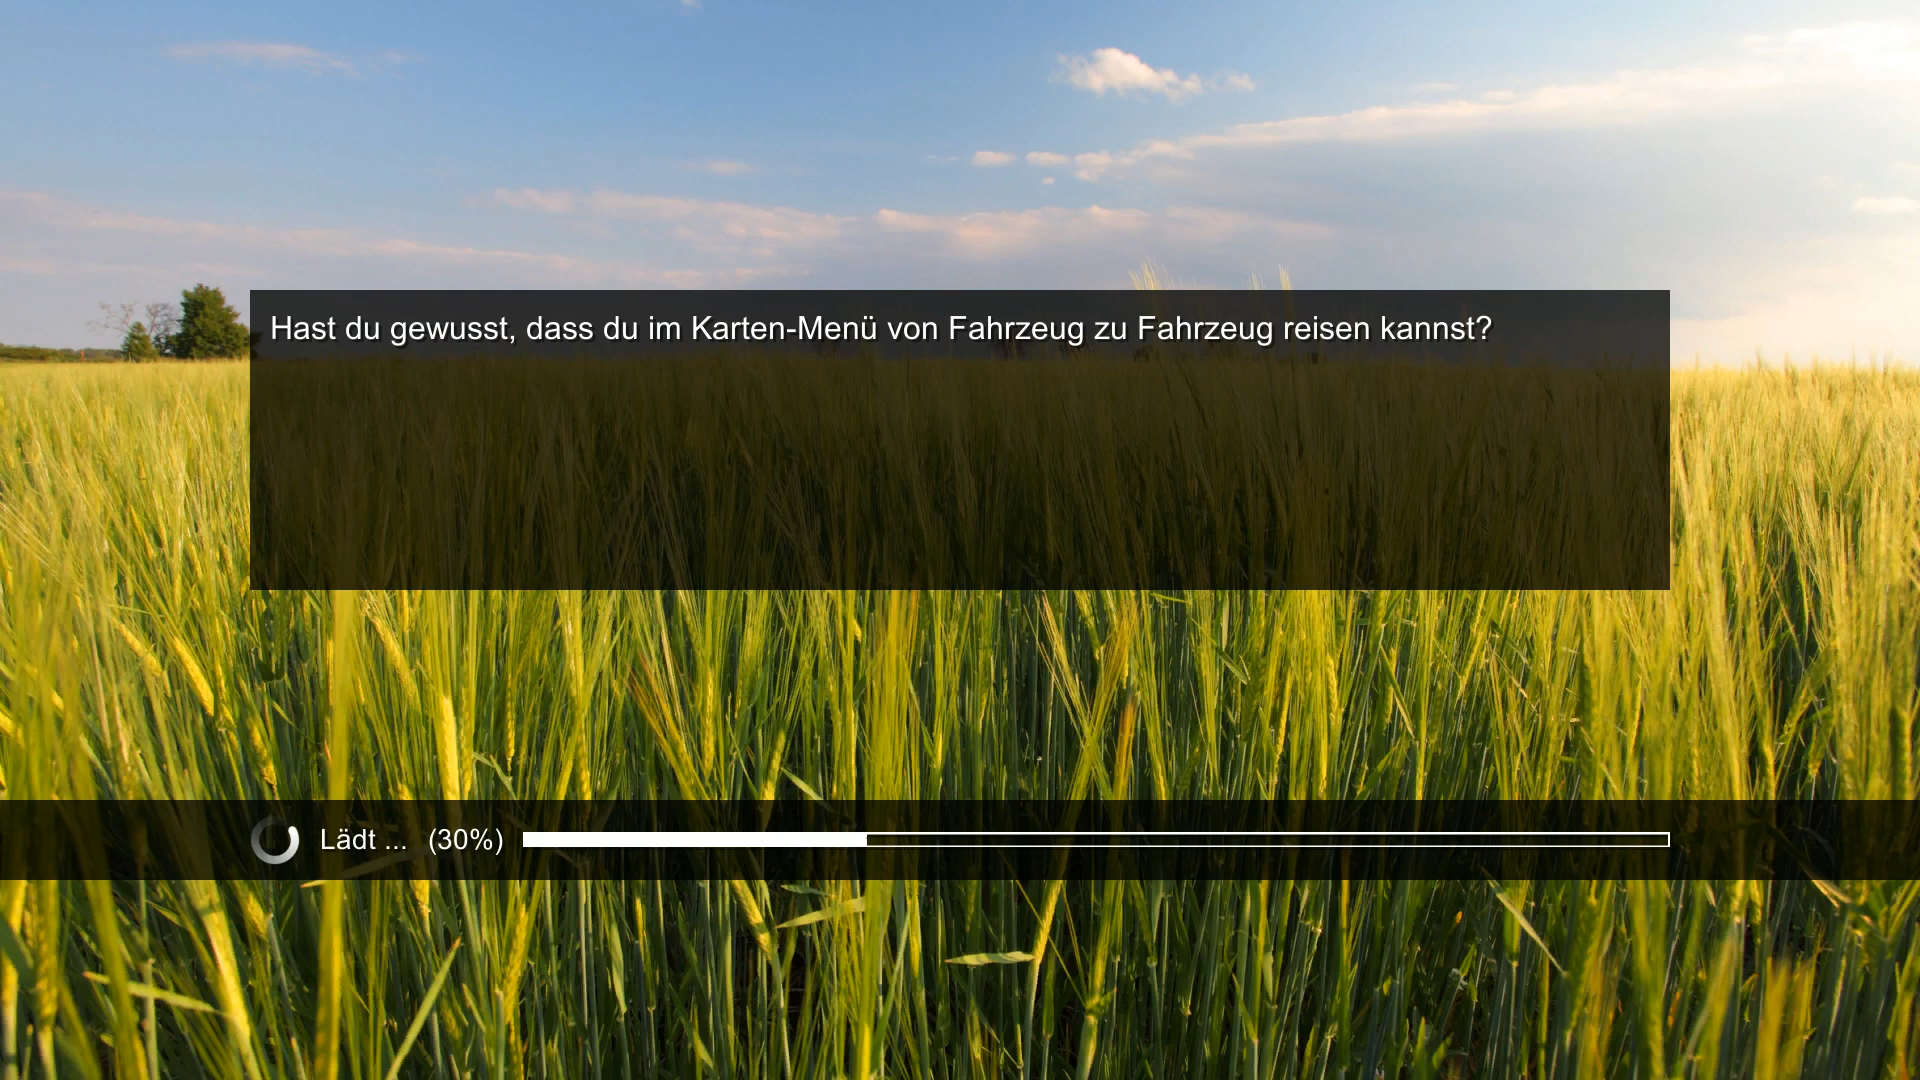 Hast du gewusst, dass du im Karten-Menü von Fahrzeug zu Fahrzeug reisen kannst?
Lädt ... (30%)